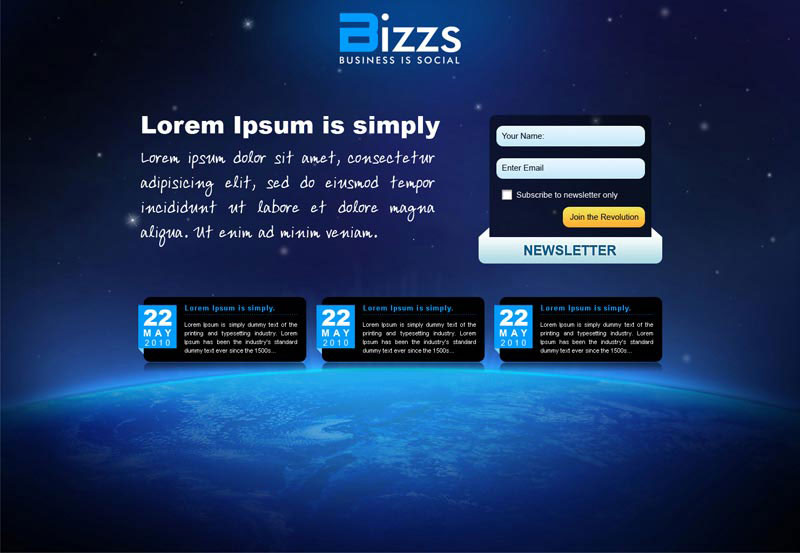 Bizzs
BUSINESS IS SOCIAL
Lorem Ipsum is simply
Lorem ipsum dolor sit amet, consectetur
adipisicing elit, sed do eiusmod tempor
incididunt ut labore et dolore magna
aliqua. Ut enim ad minim veniam.
Your Name:
Enter Email
Subscribe to newsletter only
Join the Revolution
NEWSLETTER
22
MAY
2010
Lorem Ipsum is simply.
Lorem Ipsum is simply dummy text of the
printing and typesetting industry. Lorem
Ipsum has been the industry's standard
dummy text ever since the 1500s...
22
MAY
2010
Lorem Ipsum is simply.
Lorem Ipsum is simply dummy text of the
printing and typesetting industry. Lorem
Ipsum has been the industry's standard
dummy text ever since the 1500s...
22
MAY
2010
Lorem Ipsum is simply.
Lorem Ipsum is simply dummy text of the
printing and typesetting industry. Lorem
Ipsum has been the industry's standard
dummy text ever since the 1500s...